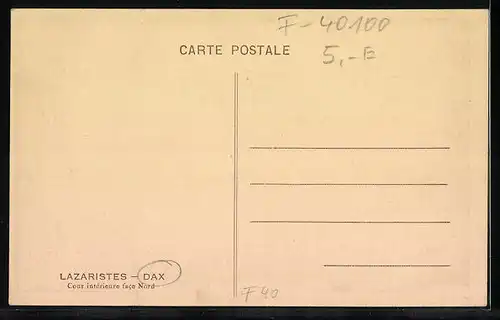 F-40100
CARTE POSTALE
5,-E
LAZARISTES — DAX
Cour intérieure face Nord
F40